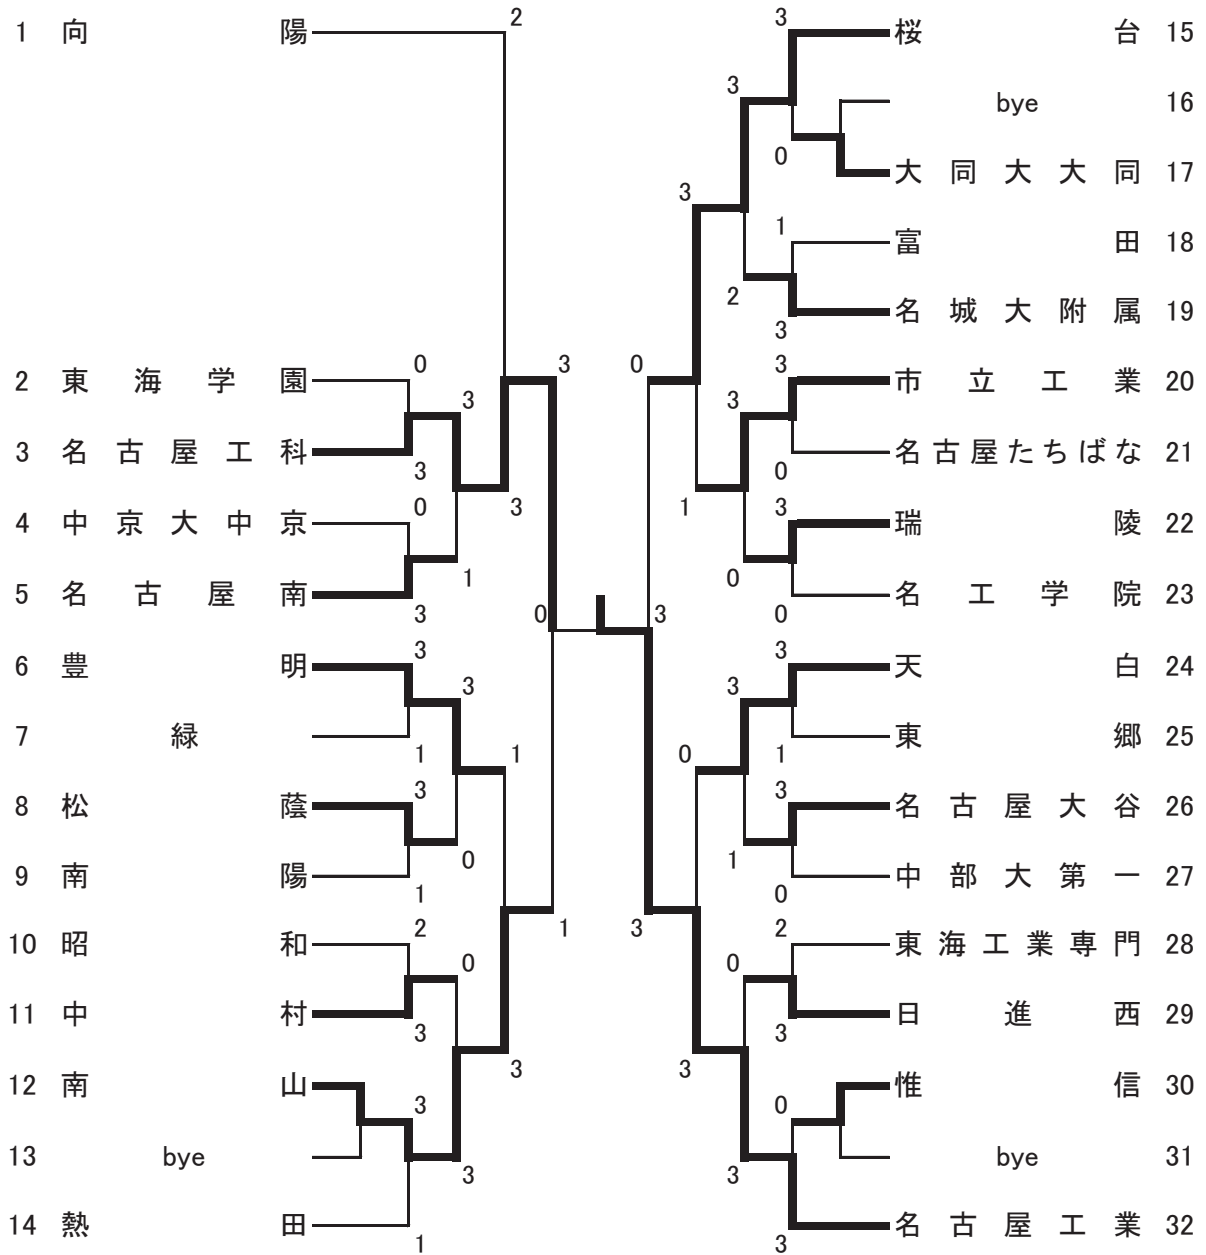 1 向陽
2 東海学園
3 名古屋工科
4 中京大中京
5 名古屋南
6 豊明
7 緑
8 松蔭
9 南陽
10 昭和
11 中村
12 南山
13 bye
14 熱田
2
0
3
3
0
3
1
3
3
3
1
3
1
0
1
2
3
0
3
1
3
3
3
1
0
3
0
3
3
3
0
1
2
3
3
3
0
1
3
0
0
3
3
1
0
3
1
0
3
2
0
3
3
0
3
3
桜台 15
bye 16
大同大大同 17
富田 18
名城大附属 19
市立工業 20
名古屋たちばな 21
瑞陵 22
名工学院 23
天白 24
東郷 25
名古屋大谷 26
中部大第一 27
東海工業専門 28
日進西 29
惟信 30
bye 31
名古屋工業 32